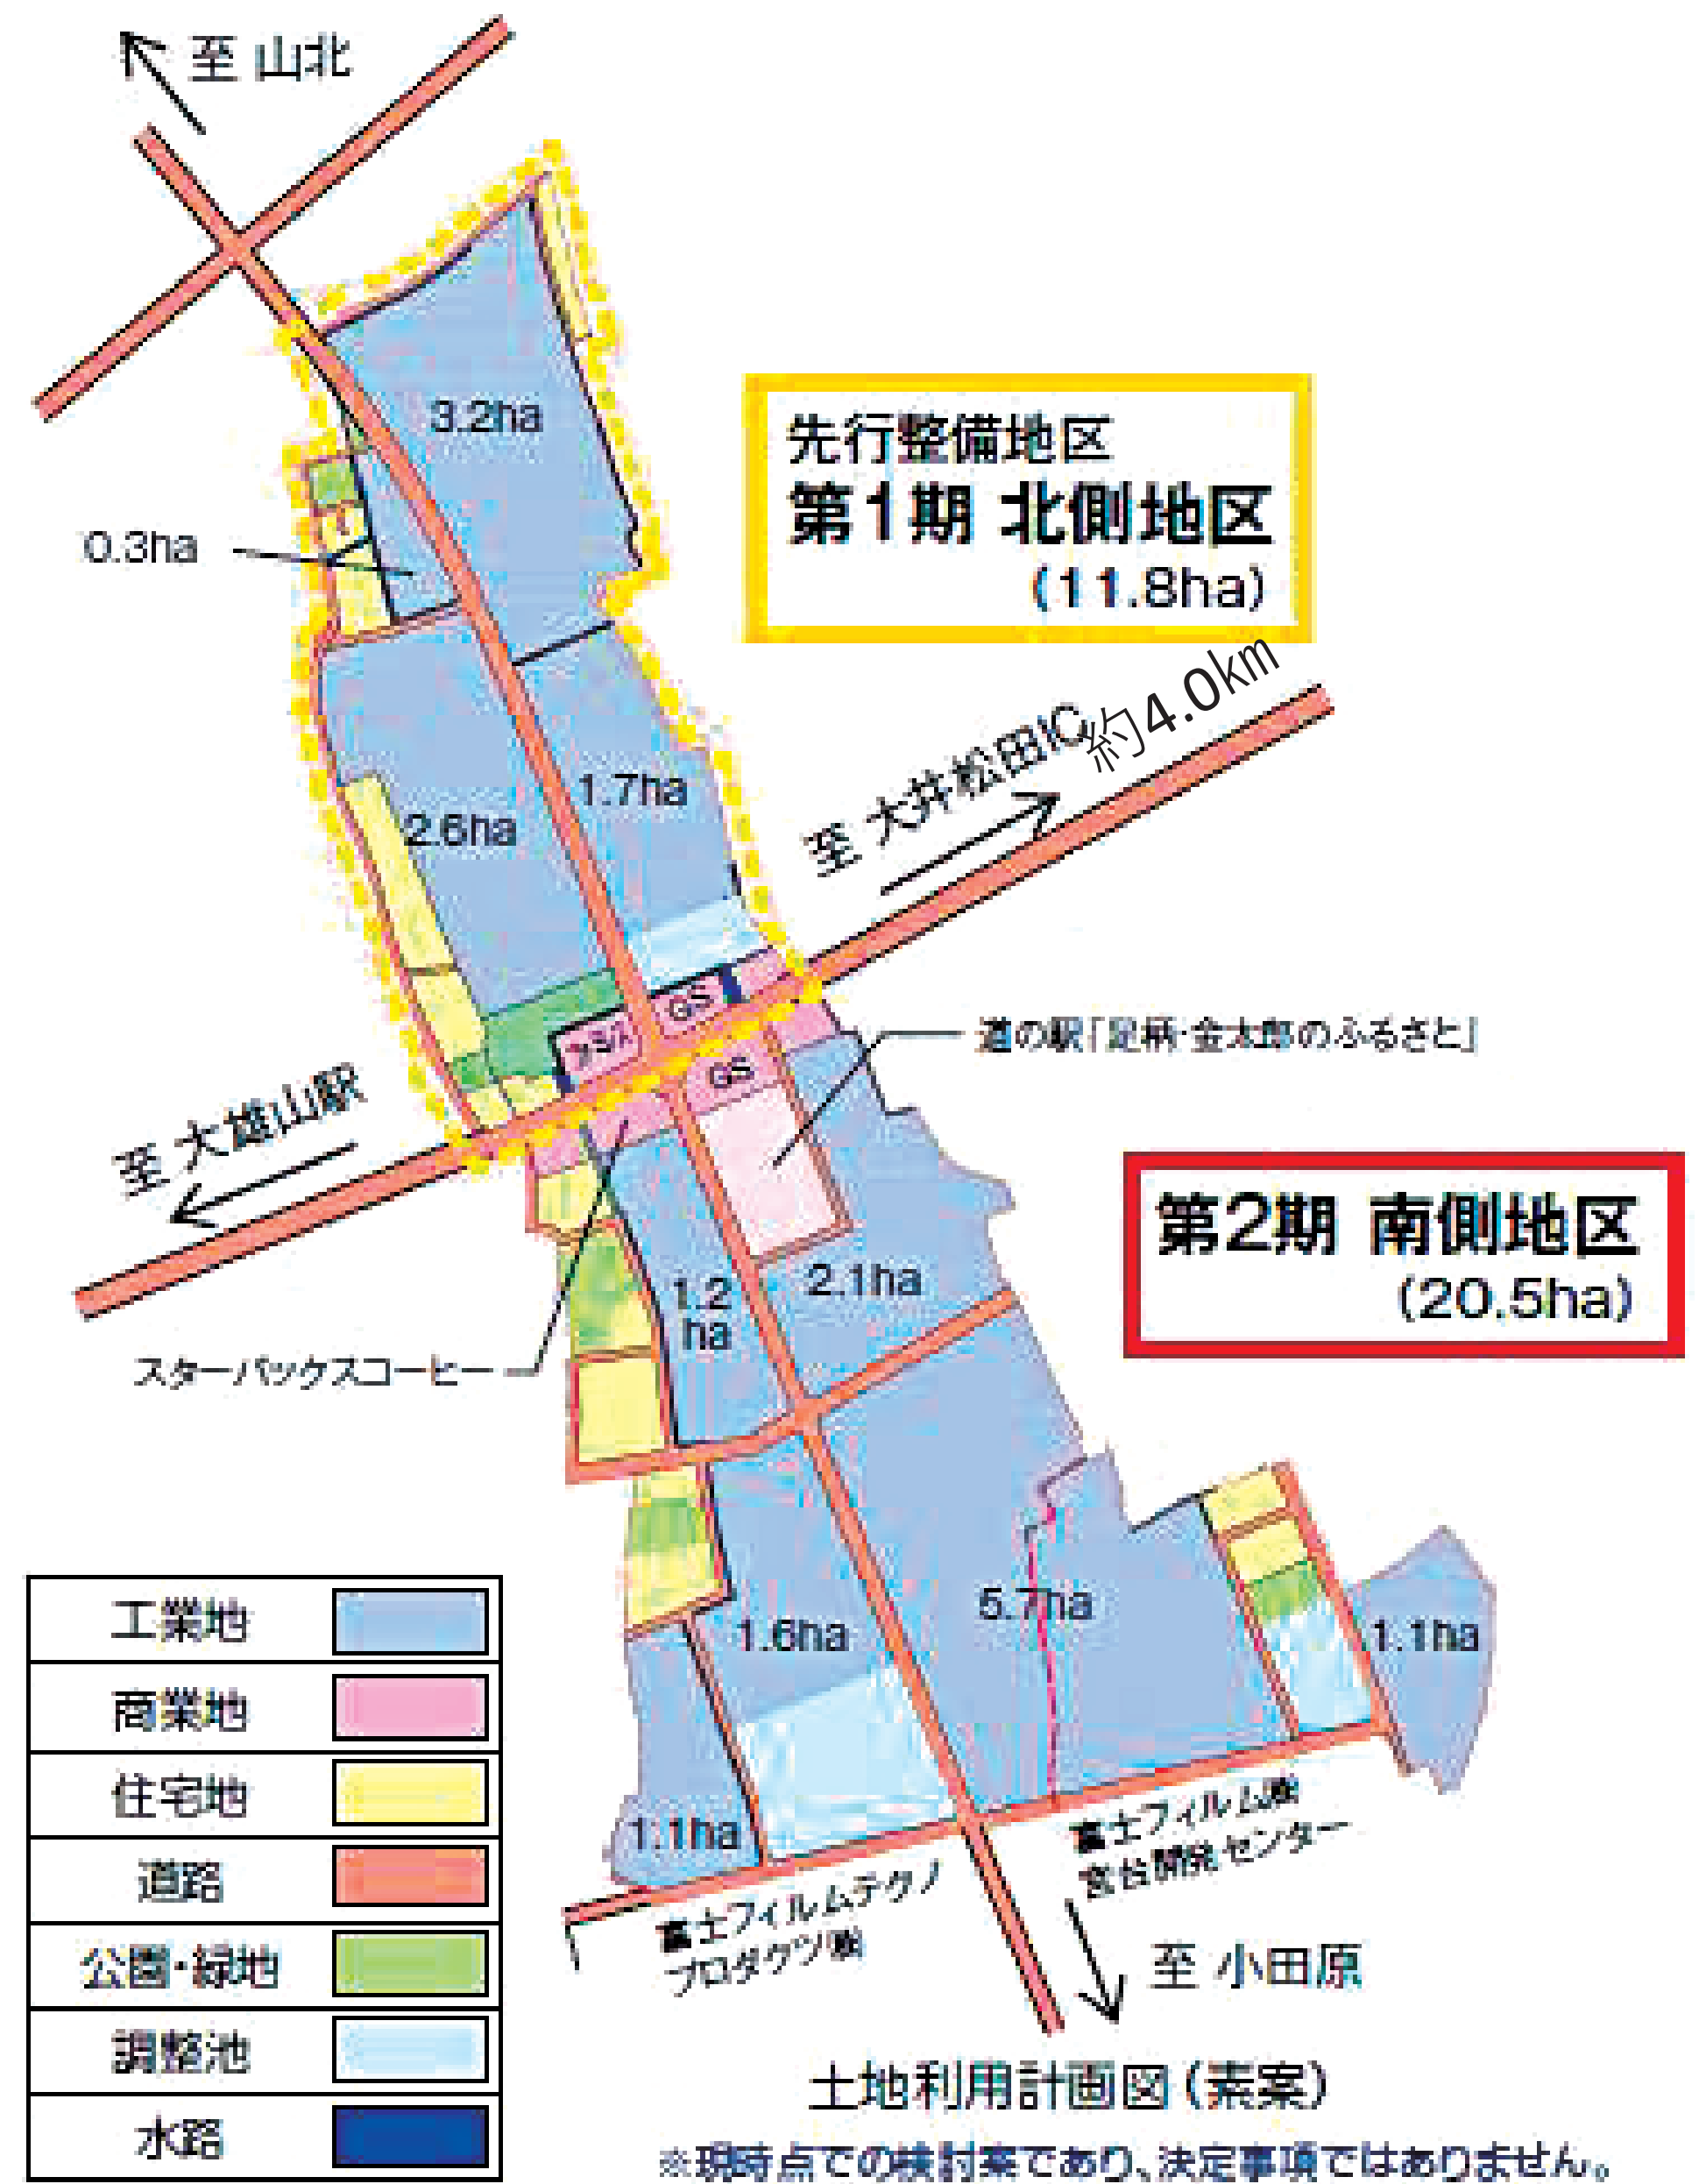 至 山北
3.2ha
0.3ha
先行整備地区
第1期 北側地区
(11.8ha)
約4.0km
至 大井松田IC
1.7ha
2.6ha
GS
道の駅「足柄・金太郎のふるさと」
GS
至 大雄山駅
第2期 南側地区
(20.5ha)
2.1ha
1.2
ha
スターバックスコーヒー
5.7ha
1.6ha
1.1ha
1.1ha
富士フイルム㈱
宮台開発センター
富士フイルムテクノ
プロダクツ㈱
至 小田原
工業地
商業地
住宅地
道路
公園・緑地
調整池
水路
土地利用計画図（素案）
※現時点での検討案であり、決定事項ではありません。